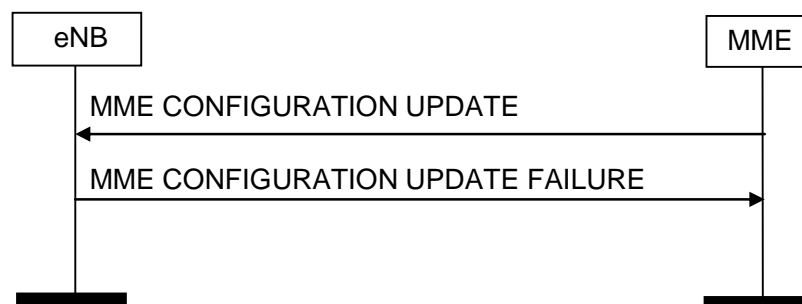 eNB
MME
MME CONFIGURATION UPDATE
MME CONFIGURATION UPDATE FAILURE